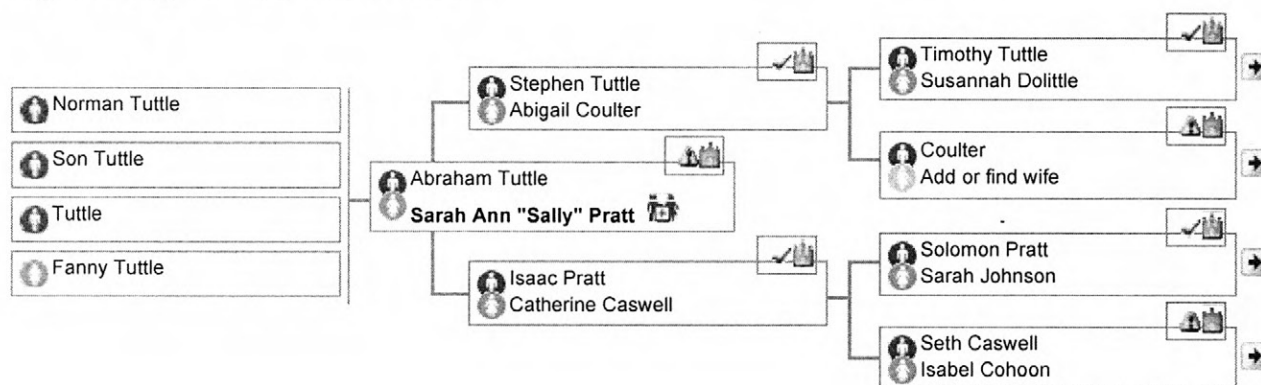 Norman Tuttle
Son Tuttle
Tuttle
Fanny Tuttle
Abraham Tuttle
Sarah Ann "Sally" Pratt
Stephen Tuttle
Abigail Coulter
Isaac Pratt
Catherine Caswell
Timothy Tuttle
Susannah Dolittle
Coulter
Add or find wife
Solomon Pratt
Sarah Johnson
Seth Caswell
Isabel Cohoon